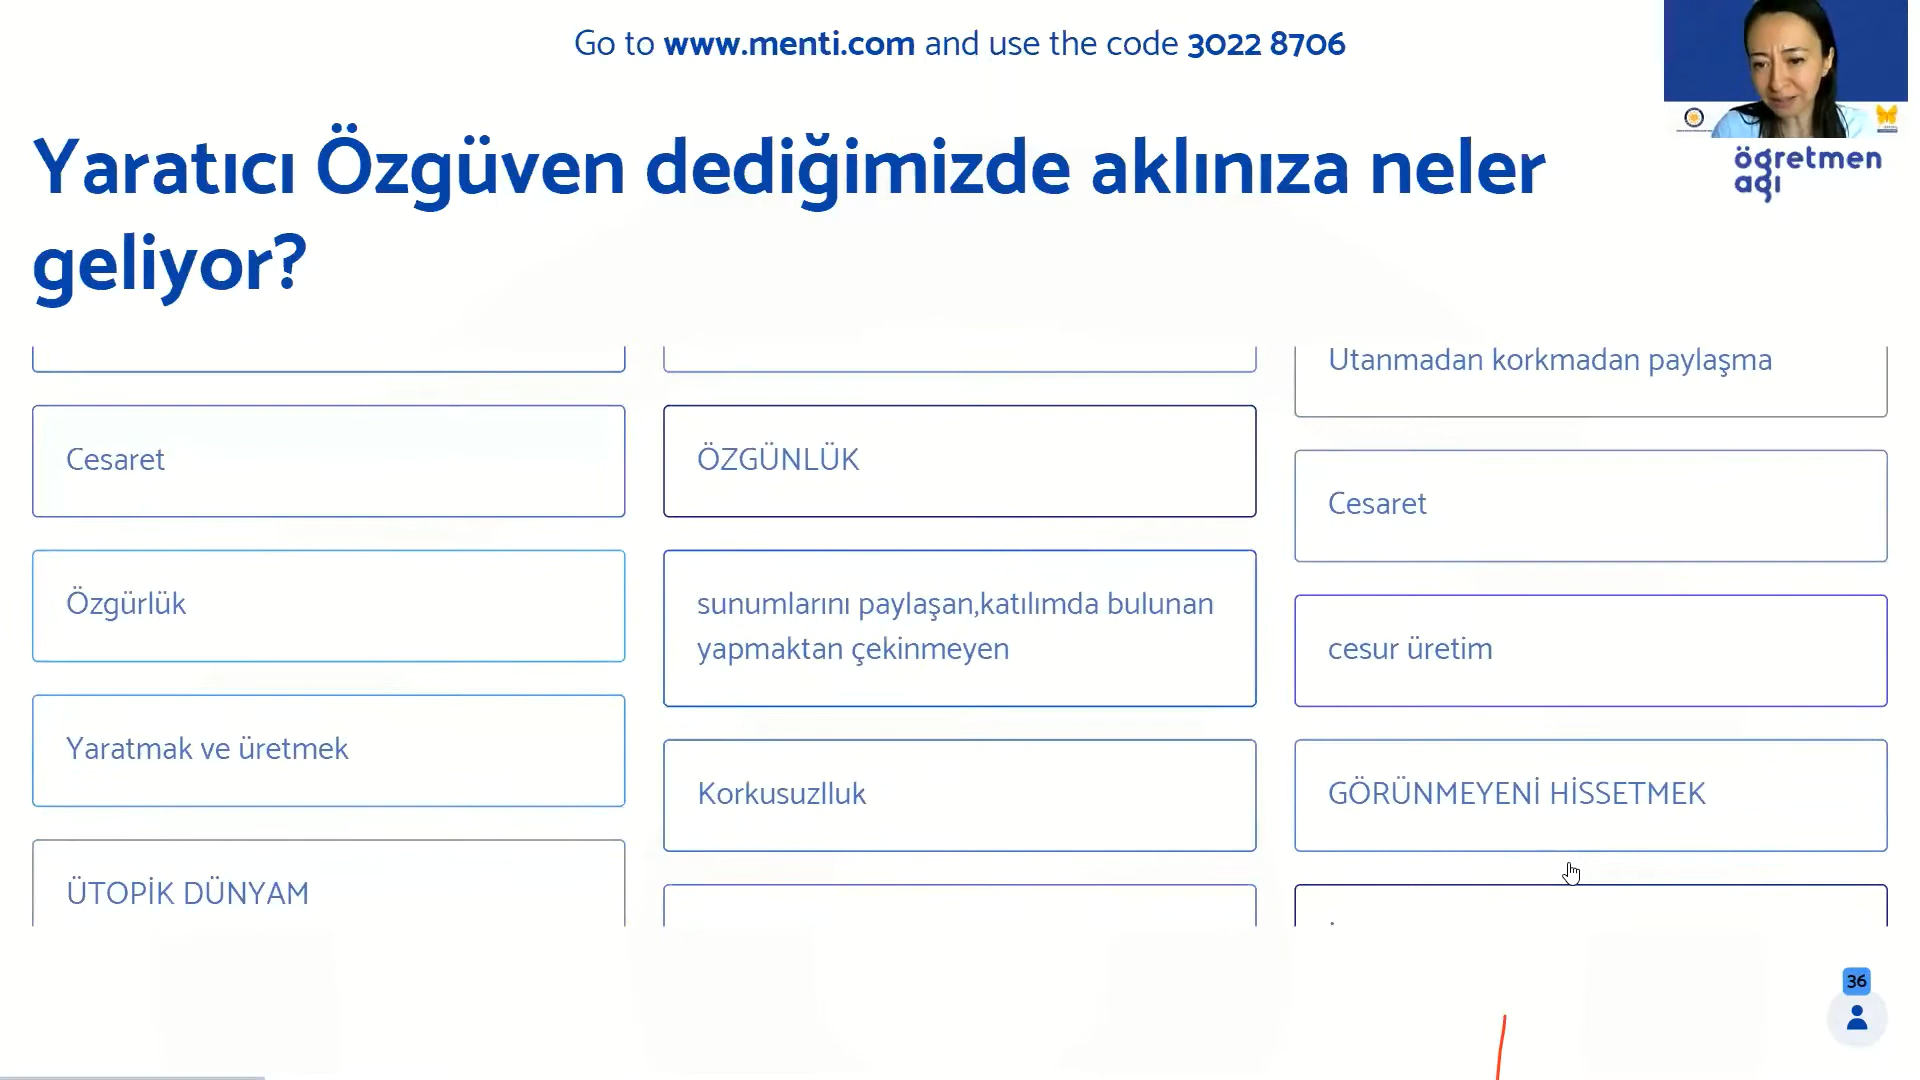 Go to www.menti.com and use the code 3022 8706
Yaratıcı Özgüven dediğimizde aklınıza neler
geliyor?
öğretmen
ağı
Cesaret
Özgürlük
Yaratmak ve üretmek
ÜTOPİK DÜNYAM
ÖZGÜNLÜK
sunumlarını paylaşan,katılımda bulunan
yapmaktan çekinmeyen
Korkusuzlluk
Utanmadan korkmadan paylaşma
Cesaret
cesur üretim
GÖRÜNMEYENİ HİSSETMEK
36